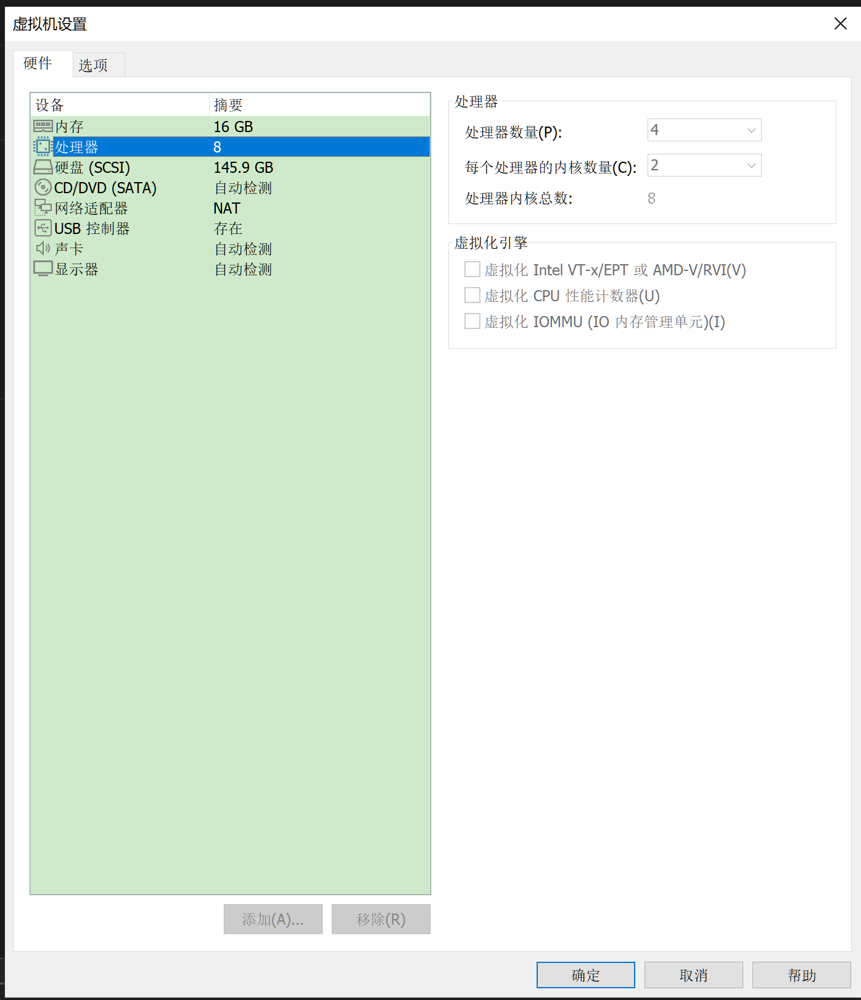 虚拟机设置
硬件 选项
设备 摘要
内存 16 GB
处理器 8
硬盘 (SCSI) 145.9 GB
CD/DVD (SATA) 自动检测
网络适配器 NAT
USB 控制器 存在
声卡 自动检测
显示器 自动检测
添加(A)... 移除(R)
处理器
处理器数量(P): 4
每个处理器的内核数量(C): 2
处理器内核总数: 8
虚拟化引擎
虚拟化 Intel VT-x/EPT 或 AMD-V/RVI(V)
虚拟化 CPU 性能计数器(U)
虚拟化 IOMMU (IO 内存管理单元)(I)
确定 取消 帮助